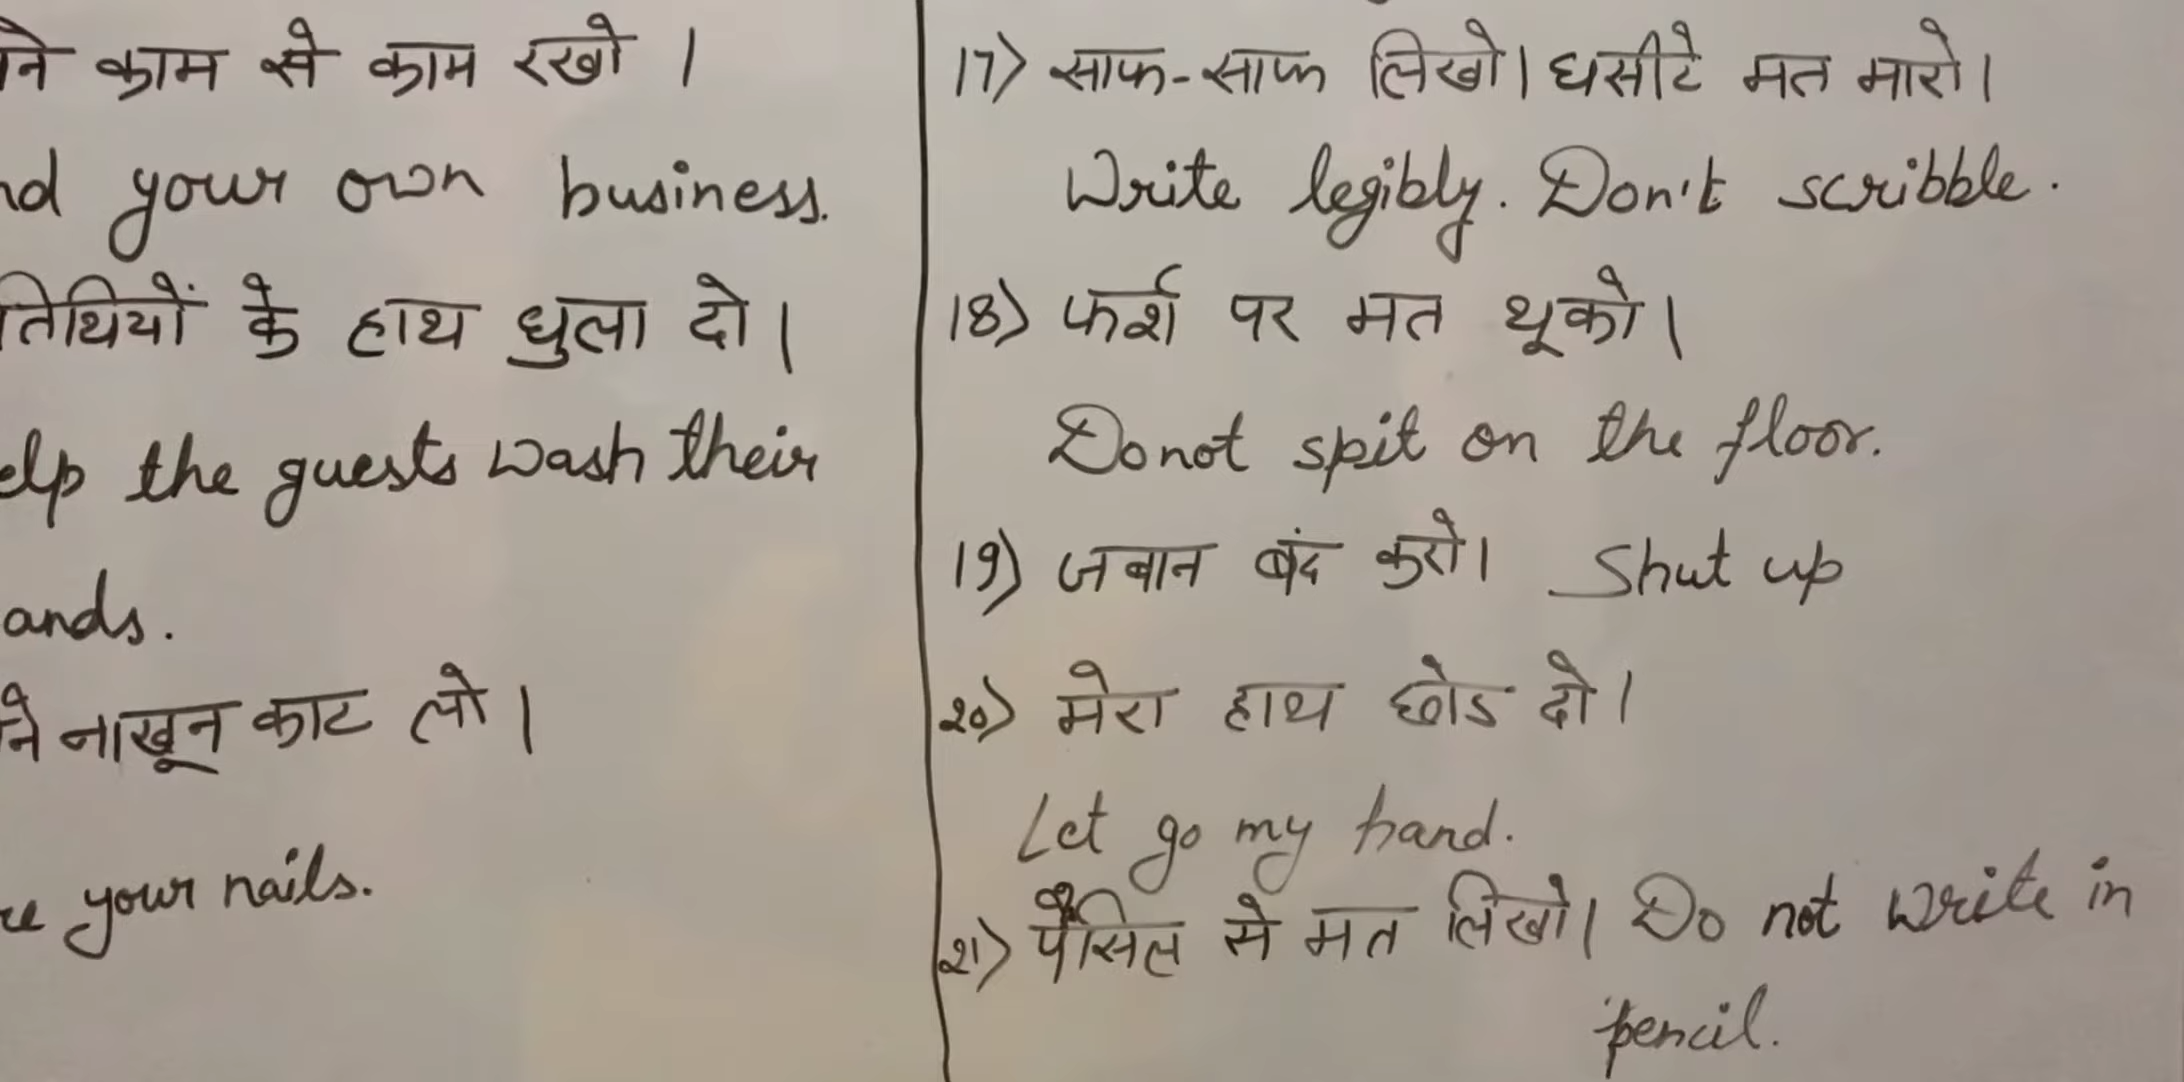 ने काम से काम रखो ।
nd your own business.
तिथियों के हाथ धुला दो ।
elp the guests wash their
ands.
ने नाखून काट लो ।
re your nails.
17) साफ-साफ लिखो। घसीटे मत मारो।
Write legibly. Don't scribble.
18) फर्श पर मत थूको।
Donot spit on the floor.
19) जबान बंद करो। Shut up
20) मेरा हाथ छोड दो।
Let go my hand.
21) पेंसिल से मत लिखो। Do not write in
pencil.